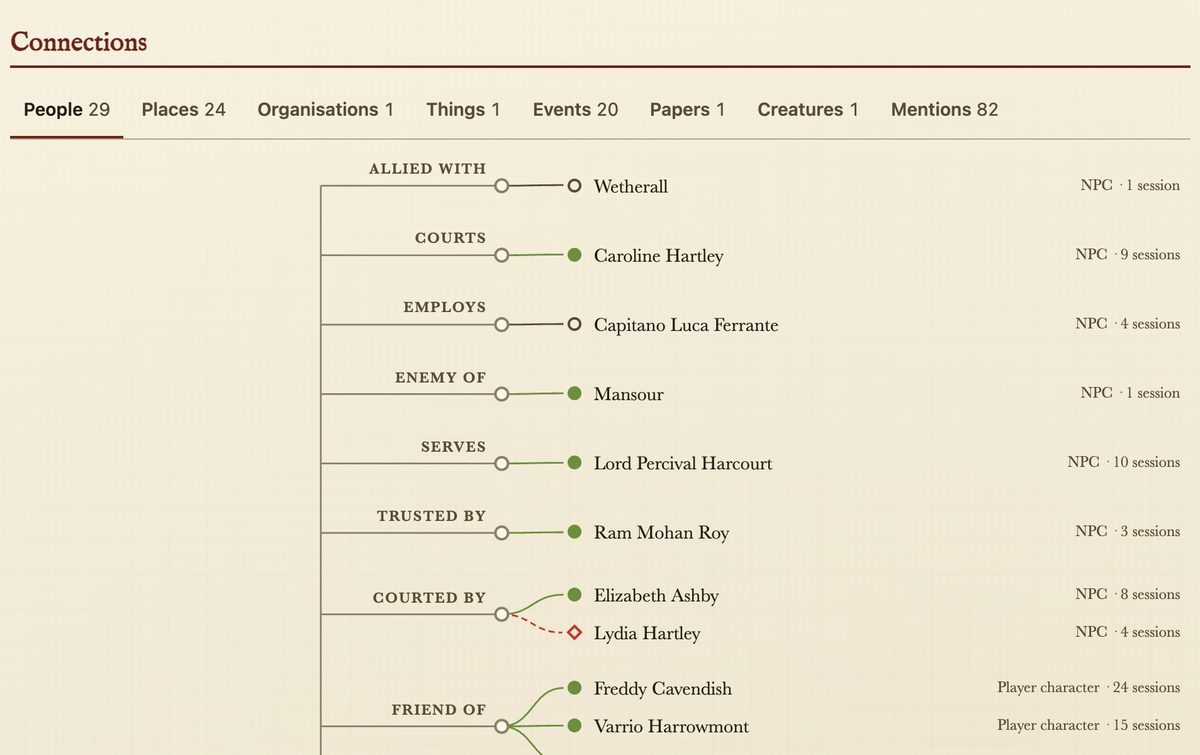 Connections
People 29 Places 24 Organisations 1 Things 1 Events 20 Papers 1 Creatures 1 Mentions 82
ALLIED WITH Wetherall NPC · 1 session
COURTS Caroline Hartley NPC · 9 sessions
EMPLOYS Capitano Luca Ferrante NPC · 4 sessions
ENEMY OF Mansour NPC · 1 session
SERVES Lord Percival Harcourt NPC · 10 sessions
TRUSTED BY Ram Mohan Roy NPC · 3 sessions
COURTED BY Elizabeth Ashby NPC · 8 sessions
Lydia Hartley NPC · 4 sessions
FRIEND OF Freddy Cavendish Player character · 24 sessions
Varrio Harrowmont Player character · 15 sessions